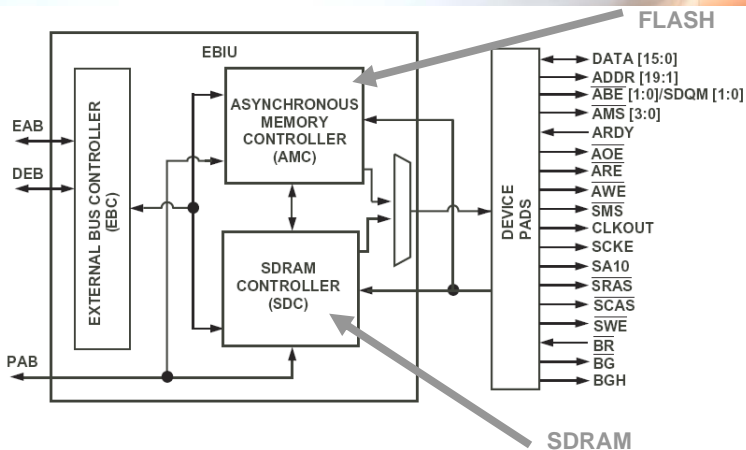 FLASH
EBIU
EXTERNAL BUS CONTROLLER
(EBC)
ASYNCHRONOUS
MEMORY
CONTROLLER
(AMC)
EAB
DEB
PAB
SDRAM
CONTROLLER
(SDC)
DEVICE
PADS
DATA [15:0]
ADDR [19:1]
ABE [1:0]/SDQM [1:0]
AMS [3:0]
ARDY
AOE
ARE
AWE
SMS
CLKOUT
SCKE
SA10
SRAS
SCAS
SWE
BR
BG
BGH
SDRAM